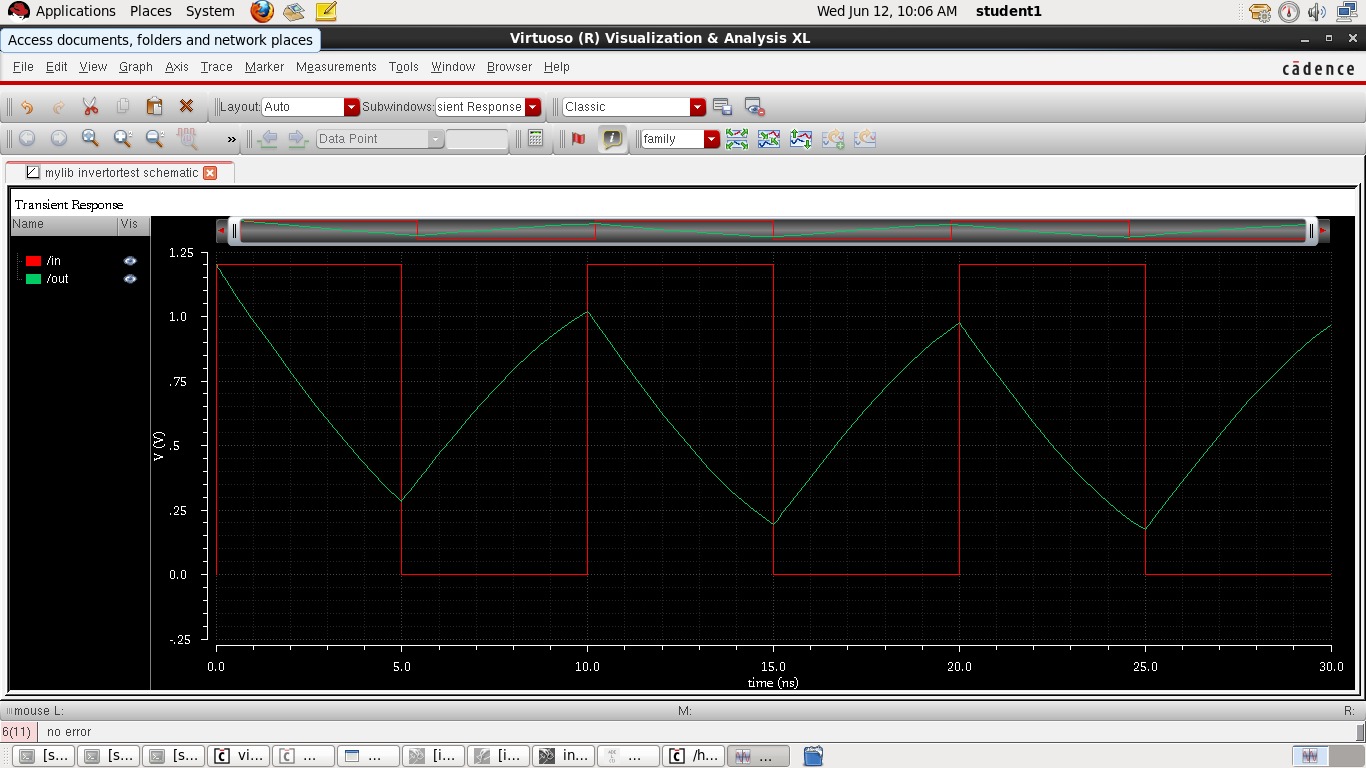 Applications Places System Wed Jun 12, 10:06 AM student1
Access documents, folders and network places
Virtuoso (R) Visualization & Analysis XL
File Edit View Graph Axis Trace Marker Measurements Tools Window Browser Help
cādence
Layout: Auto Subwindows: sient Response Classic
» Data Point family
mylib invertortest schematic
Transient Response
Name Vis
/in
/out
1.25
1.0
.75
.5
.25
0.0
-.25
V (V)
0.0 5.0 10.0 15.0 20.0 25.0 30.0
time (ns)
mouse L: M: R:
6(11) no error
[s... [s... [s... vi... ... ... [i... [i... in... ... /h... ...